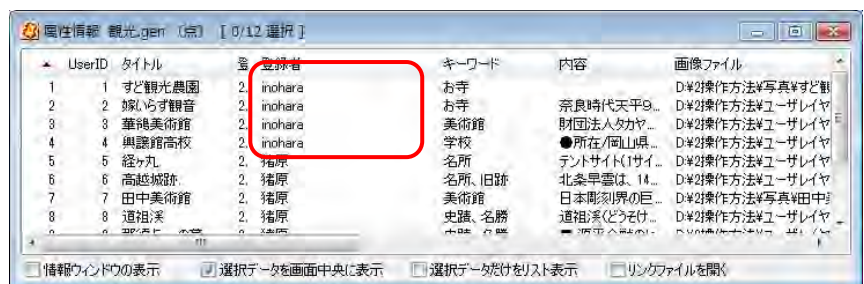 属性情報 観光.gen （点） [ 0/12 選択 ]
UserID タイトル 登 登録者 キーワード 内容 画像ファイル
1 1 すど観光農園 2. inohara お寺 D:¥2操作方法¥写真¥すど観
2 2 嫁いらず観音 2. inohara お寺 奈良時代天平9... D:¥2操作方法¥ユーザレイヤ
3 3 華鴒美術館 2. inohara 美術館 財団法人タカヤ... D:¥2操作方法¥ユーザレイヤ
4 4 興譲館高校 2. inohara 学校 ●所在/岡山県... D:¥2操作方法¥ユーザレイヤ
5 5 経ヶ丸 2. 猪原 名所 テントサイト(1サイ... D:¥2操作方法¥ユーザレイヤ
6 6 高越城跡 2. 猪原 名所、旧跡 北条早雲は、14... D:¥2操作方法¥ユーザレイヤ
7 7 田中美術館 2. 猪原 美術館 日本彫刻界の巨... D:¥2操作方法¥写真¥田中美
8 8 道祖渓 2. 猪原 史蹟、名勝 道祖渓(どうそけ... D:¥2操作方法¥ユーザレイヤ
情報ウィンドウの表示 選択データを画面中央に表示 選択データだけをリスト表示 リンクファイルを開く